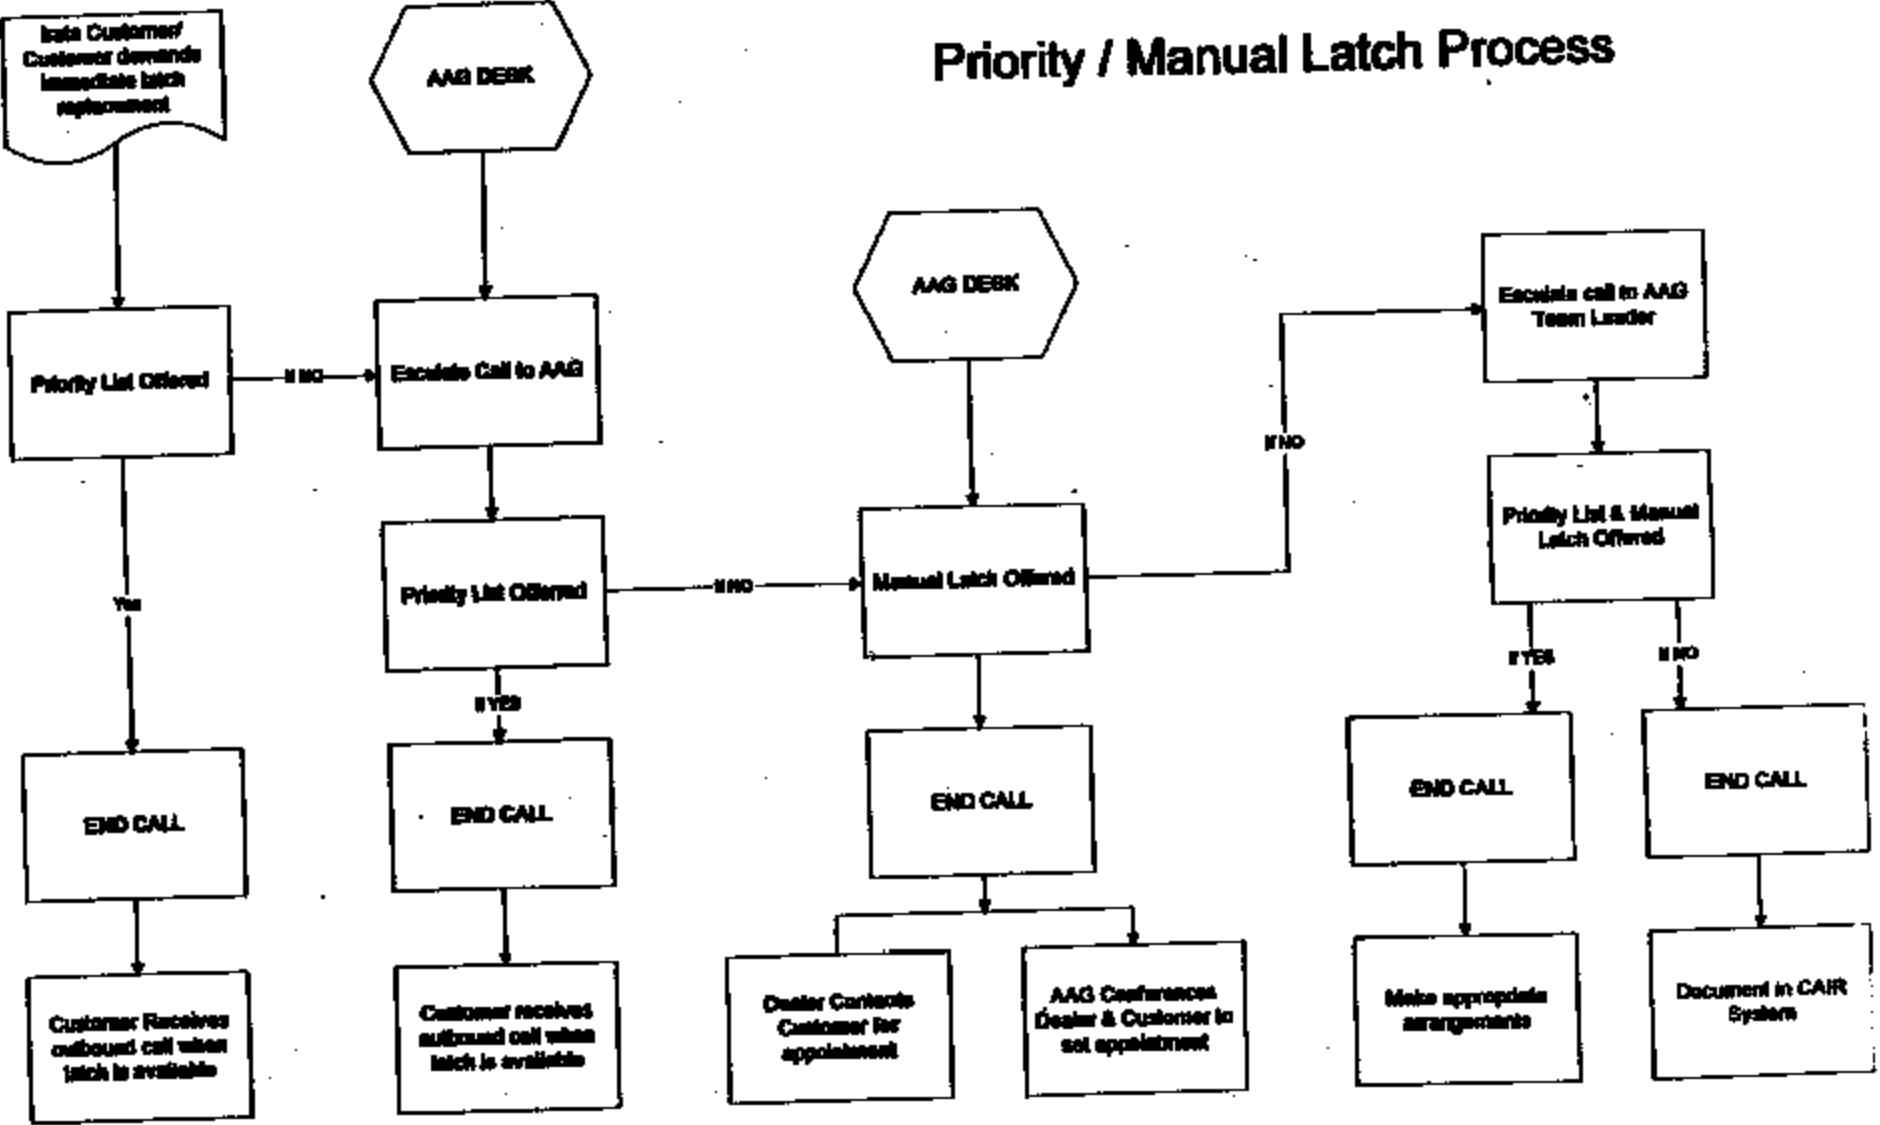 Priority / Manual Latch Process
Irate Customer/
Customer demands
immediate latch
replacement
AAG DESK
AAG DESK
Escalate call to AAG
Team Leader
Priority List Offered
If NO
Escalate Call to AAG
If NO
Priority List & Manual
Latch Offered
Yes
Priority List Offerred
If NO
Manual Latch Offered
If YES
If NO
If YES
END CALL
END CALL
END CALL
END CALL
END CALL
Customer Receives
outbound call when
latch is available
Customer receives
outbound call when
latch is available
Dealer Contacts
Customer for
appointment
AAG Conferences
Dealer & Customer to
set appointment
Make appropriate
arrangements
Document in CAIR
System